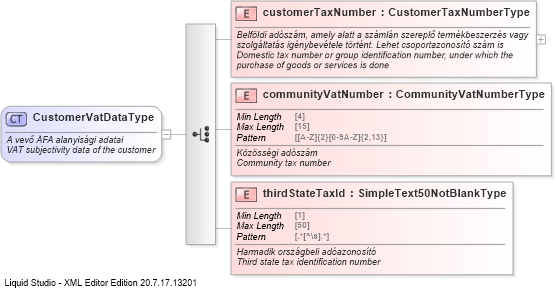 E customerTaxNumber : CustomerTaxNumberType
Belföldi adószám, amely alatt a számlán szereplő termékbeszerzés vagy
szolgáltatás igénybevétele történt. Lehet csoportazonosító szám is
Domestic tax number or group identification number, under which the
purchase of goods or services is done
CT CustomerVatDataType
A vevő ÁFA alanyisági adatai
VAT subjectivity data of the customer
E communityVatNumber : CommunityVatNumberType
Min Length [4]
Max Length [15]
Pattern [[A-Z]{2}[0-9A-Z]{2,13}]
Közösségi adószám
Community tax number
E thirdStateTaxId : SimpleText50NotBlankType
Min Length [1]
Max Length [50]
Pattern [.*[^\s].*]
Harmadik országbeli adóazonosító
Third state tax identification number
Liquid Studio - XML Editor Edition 20.7.17.13201